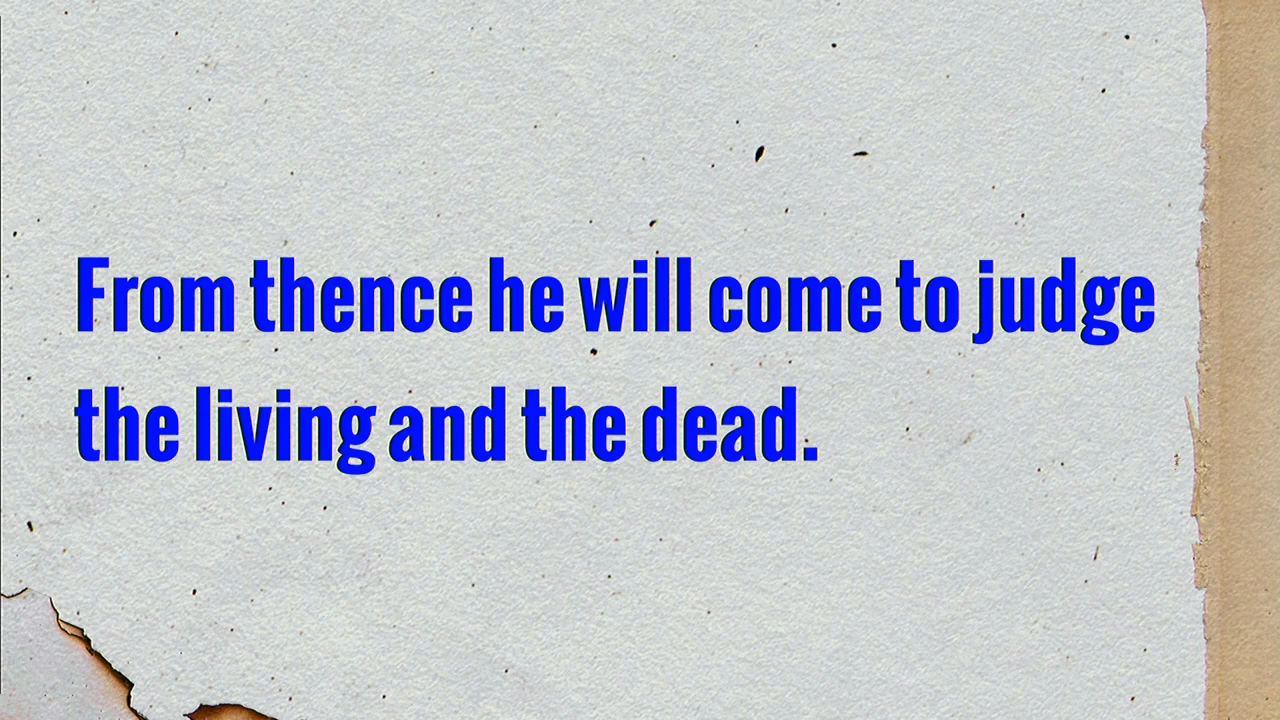 From thence he will come to judge
the living and the dead.